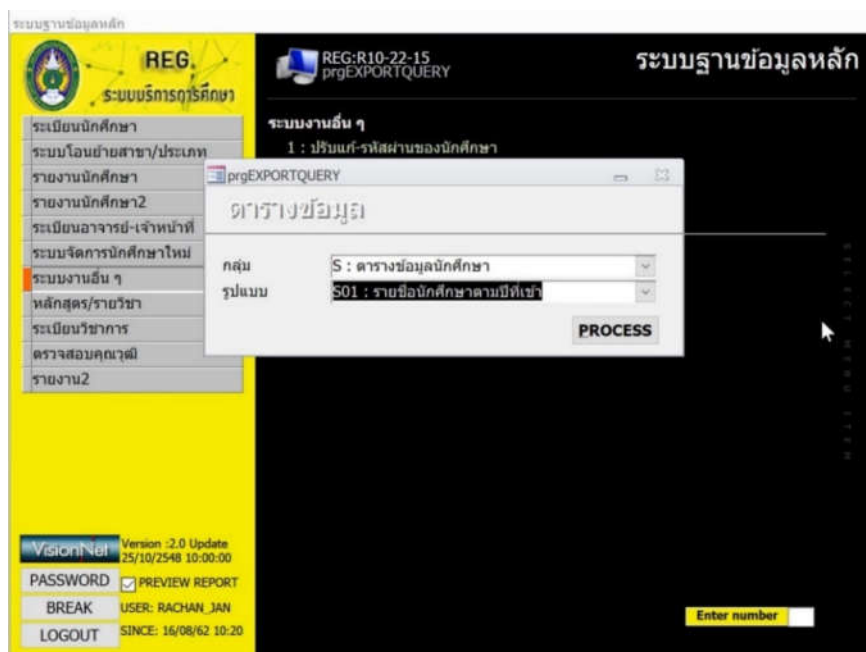 ระบบฐานข้อมูลหลัก
REG.
ระบบบริการการศึกษา
REG:R10-22-15
prgEXPORTQUERY
ระบบฐานข้อมูลหลัก
ระเบียนนักศึกษา
ระบบโอนย้ายสาขา/ประเภท
รายงานนักศึกษา
รายงานนักศึกษา2
ระเบียนอาจารย์-เจ้าหน้าที่
ระบบจัดการนักศึกษาใหม่
ระบบงานอื่น ๆ
หลักสูตร/รายวิชา
ระเบียนวิชาการ
ตรวจสอบคุณวุฒิ
รายงาน2
ระบบงานอื่น ๆ
1 : ปรับแก้-รหัสผ่านของนักศึกษา
prgEXPORTQUERY
ตารางข้อมูล
กลุ่ม S : ตารางข้อมูลนักศึกษา
รูปแบบ S01 : รายชื่อนักศึกษาตามปีที่เข้า
PROCESS
SELECT MENU ITEM
VisionNet
Version :2.0 Update
25/10/2548 10:00:00
PASSWORD PREVIEW REPORT
BREAK USER: RACHAN_JAN
LOGOUT SINCE: 16/08/62 10:20
Enter number